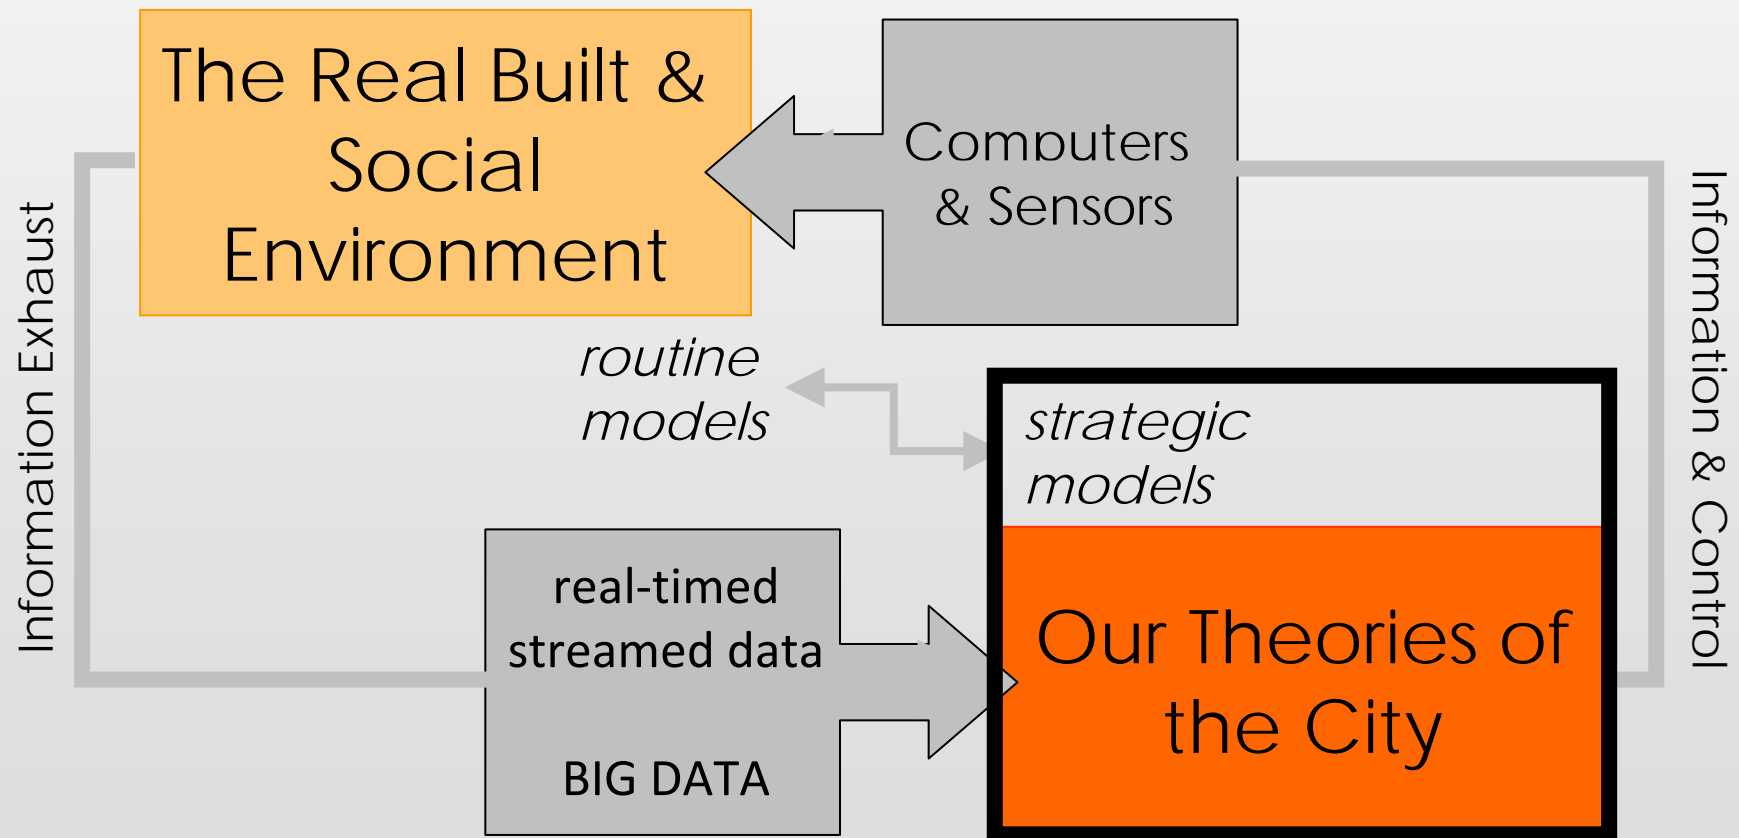 The Real Built &
Social
Environment
Computers
& Sensors
Information Exhaust
Information & Control
routine
models
strategic
models
real-timed
streamed data
BIG DATA
Our Theories of
the City